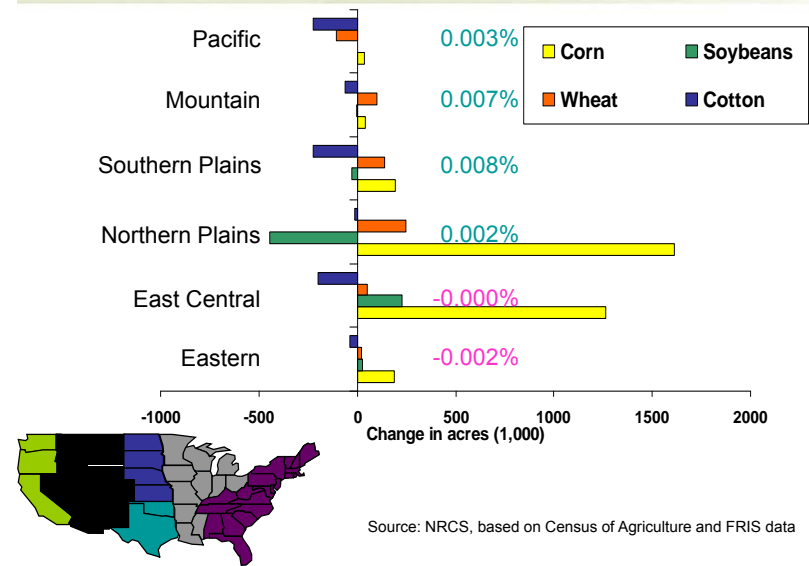 Pacific 0.003%
Corn Soybeans
Wheat Cotton
Mountain 0.007%
Southern Plains 0.008%
Northern Plains 0.002%
East Central -0.000%
Eastern -0.002%
-1000 -500 0 500 1000 1500 2000
Change in acres (1,000)
Source: NRCS, based on Census of Agriculture and FRIS data